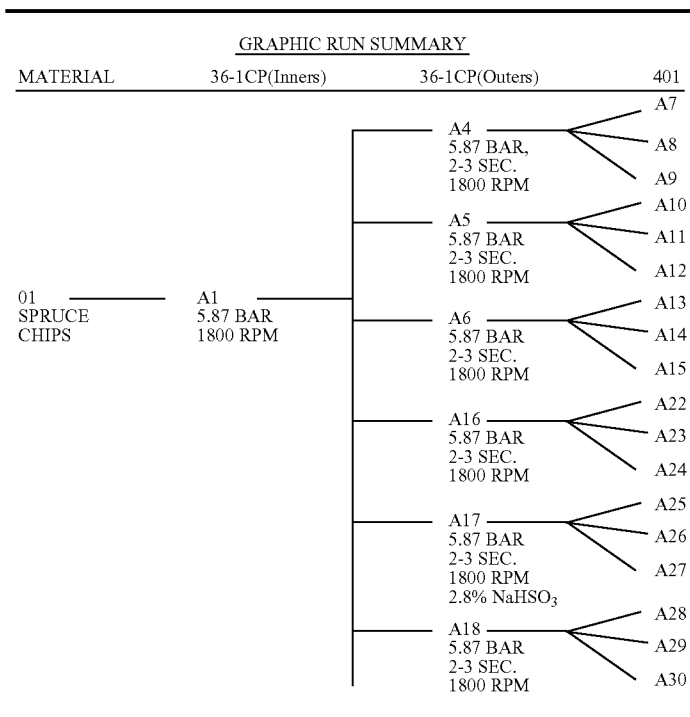 GRAPHIC RUN SUMMARY
MATERIAL 36-1CP(Inners) 36-1CP(Outers) 401
01
SPRUCE
CHIPS
A1
5.87 BAR
1800 RPM
A4
5.87 BAR,
2-3 SEC.
1800 RPM
A7
A8
A9
A5
5.87 BAR
2-3 SEC.
1800 RPM
A10
A11
A12
A6
5.87 BAR
2-3 SEC.
1800 RPM
A13
A14
A15
A16
5.87 BAR
2-3 SEC.
1800 RPM
A22
A23
A24
A17
5.87 BAR
2-3 SEC.
1800 RPM
2.8% NaHSO₃
A25
A26
A27
A18
5.87 BAR
2-3 SEC.
1800 RPM
A28
A29
A30